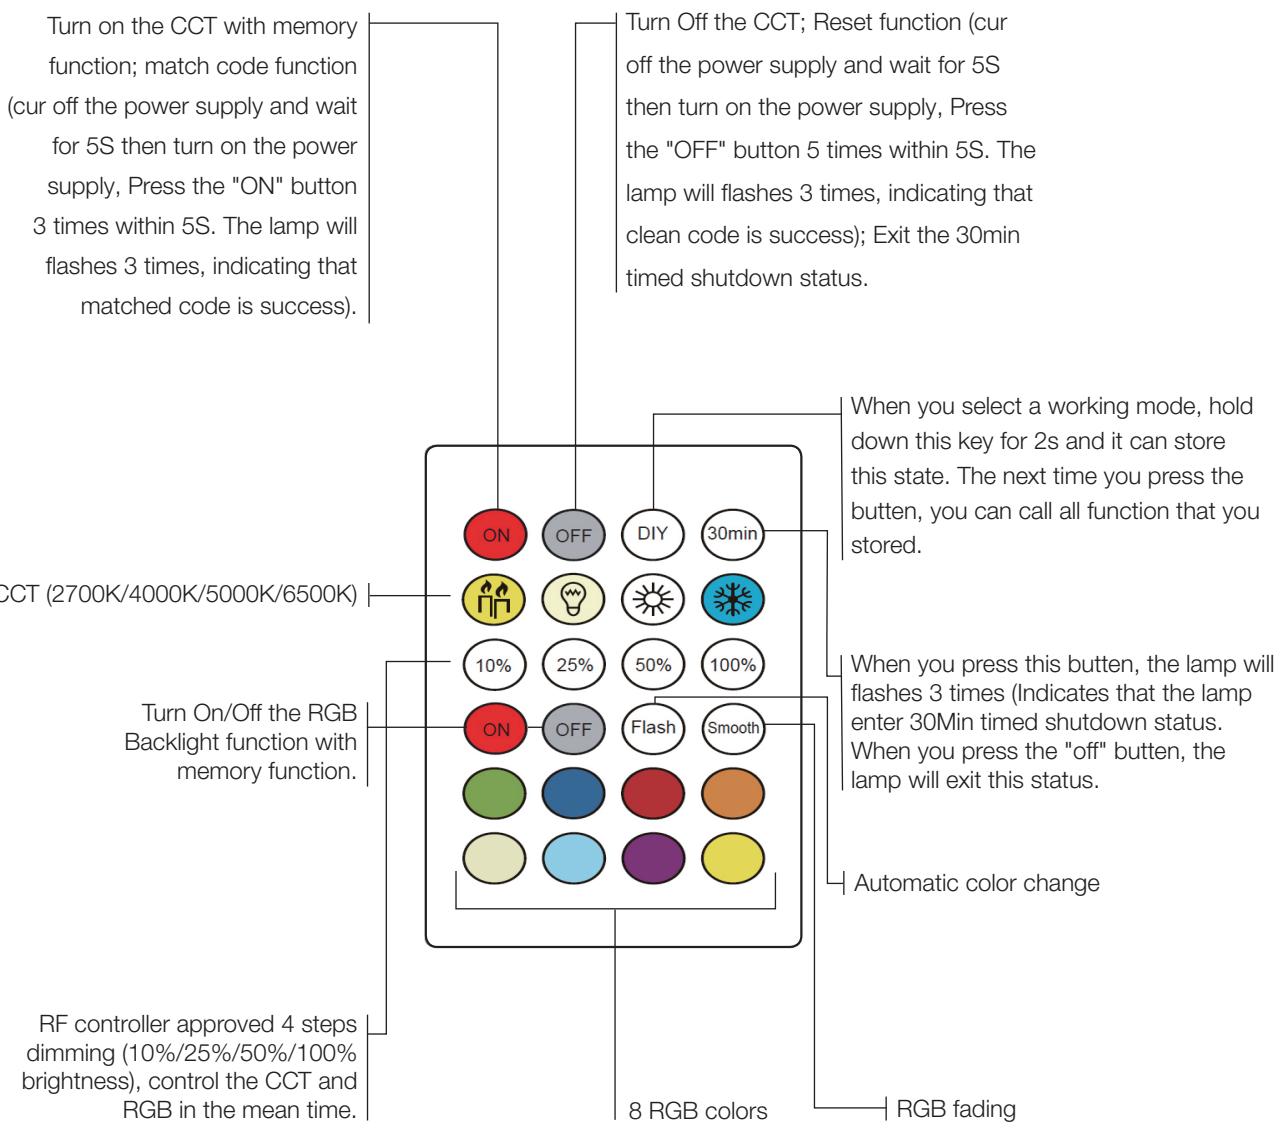 Turn on the CCT with memory
function; match code function
(cur off the power supply and wait
for 5S then turn on the power
supply, Press the "ON" button
3 times within 5S. The lamp will
flashes 3 times, indicating that
matched code is success).
Turn Off the CCT; Reset function (cur
off the power supply and wait for 5S
then turn on the power supply, Press
the "OFF" button 5 times within 5S. The
lamp will flashes 3 times, indicating that
clean code is success); Exit the 30min
timed shutdown status.
When you select a working mode, hold
down this key for 2s and it can store
this state. The next time you press the
butten, you can call all function that you
stored.
ON OFF DIY 30min
CCT (2700K/4000K/5000K/6500K)
10% 25% 50% 100%
When you press this butten, the lamp will
flashes 3 times (Indicates that the lamp
enter 30Min timed shutdown status.
When you press the "off" butten, the
lamp will exit this status.
Turn On/Off the RGB
Backlight function with
memory function.
ON OFF Flash Smooth
Automatic color change
RF controller approved 4 steps
dimming (10%/25%/50%/100%
brightness), control the CCT and
RGB in the mean time.
8 RGB colors
RGB fading